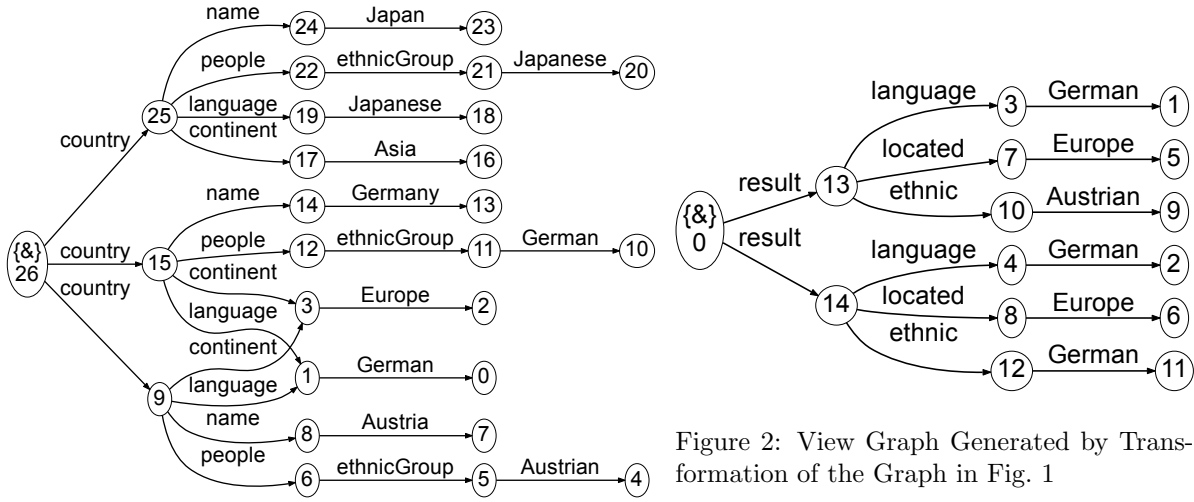 name
24
Japan
23
people
22
ethnicGroup
21
Japanese
20
25
language
19
Japanese
18
continent
country
17
Asia
16
name
14
Germany
13
people
12
ethnicGroup
11
German
10
{&}
26
country
15
continent
country
3
Europe
2
language
continent
1
German
0
9
language
name
8
Austria
7
people
6
ethnicGroup
5
Austrian
4
language
3
German
1
located
7
Europe
5
result
13
ethnic
10
Austrian
9
{&}
0
result
language
4
German
2
located
14
8
Europe
6
ethnic
12
German
11
Figure 2: View Graph Generated by Trans-
formation of the Graph in Fig. 1